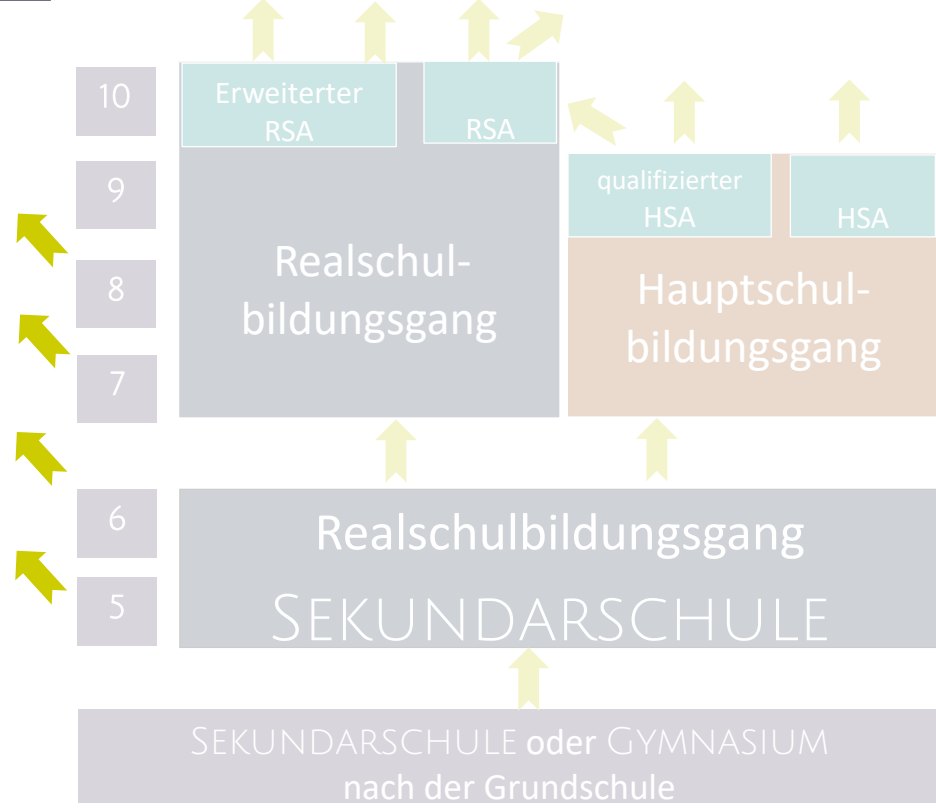 10
Erweiterter
RSA
RSA
9
qualifizierter
HSA
HSA
8
Realschul-
bildungsgang
Hauptschul-
bildungsgang
7
6
Realschulbildungsgang
5
SEKUNDARSCHULE
SEKUNDARSCHULE oder GYMNASIUM
nach der Grundschule